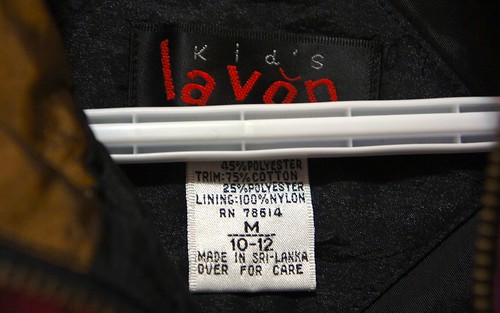 Kid's
lavòn
45% POLYESTER
TRIM:75% COTTON
25% POLYESTER
LINING:100% NYLON
RN 78614
M
10-12
MADE IN SRI-LANKA
OVER FOR CARE